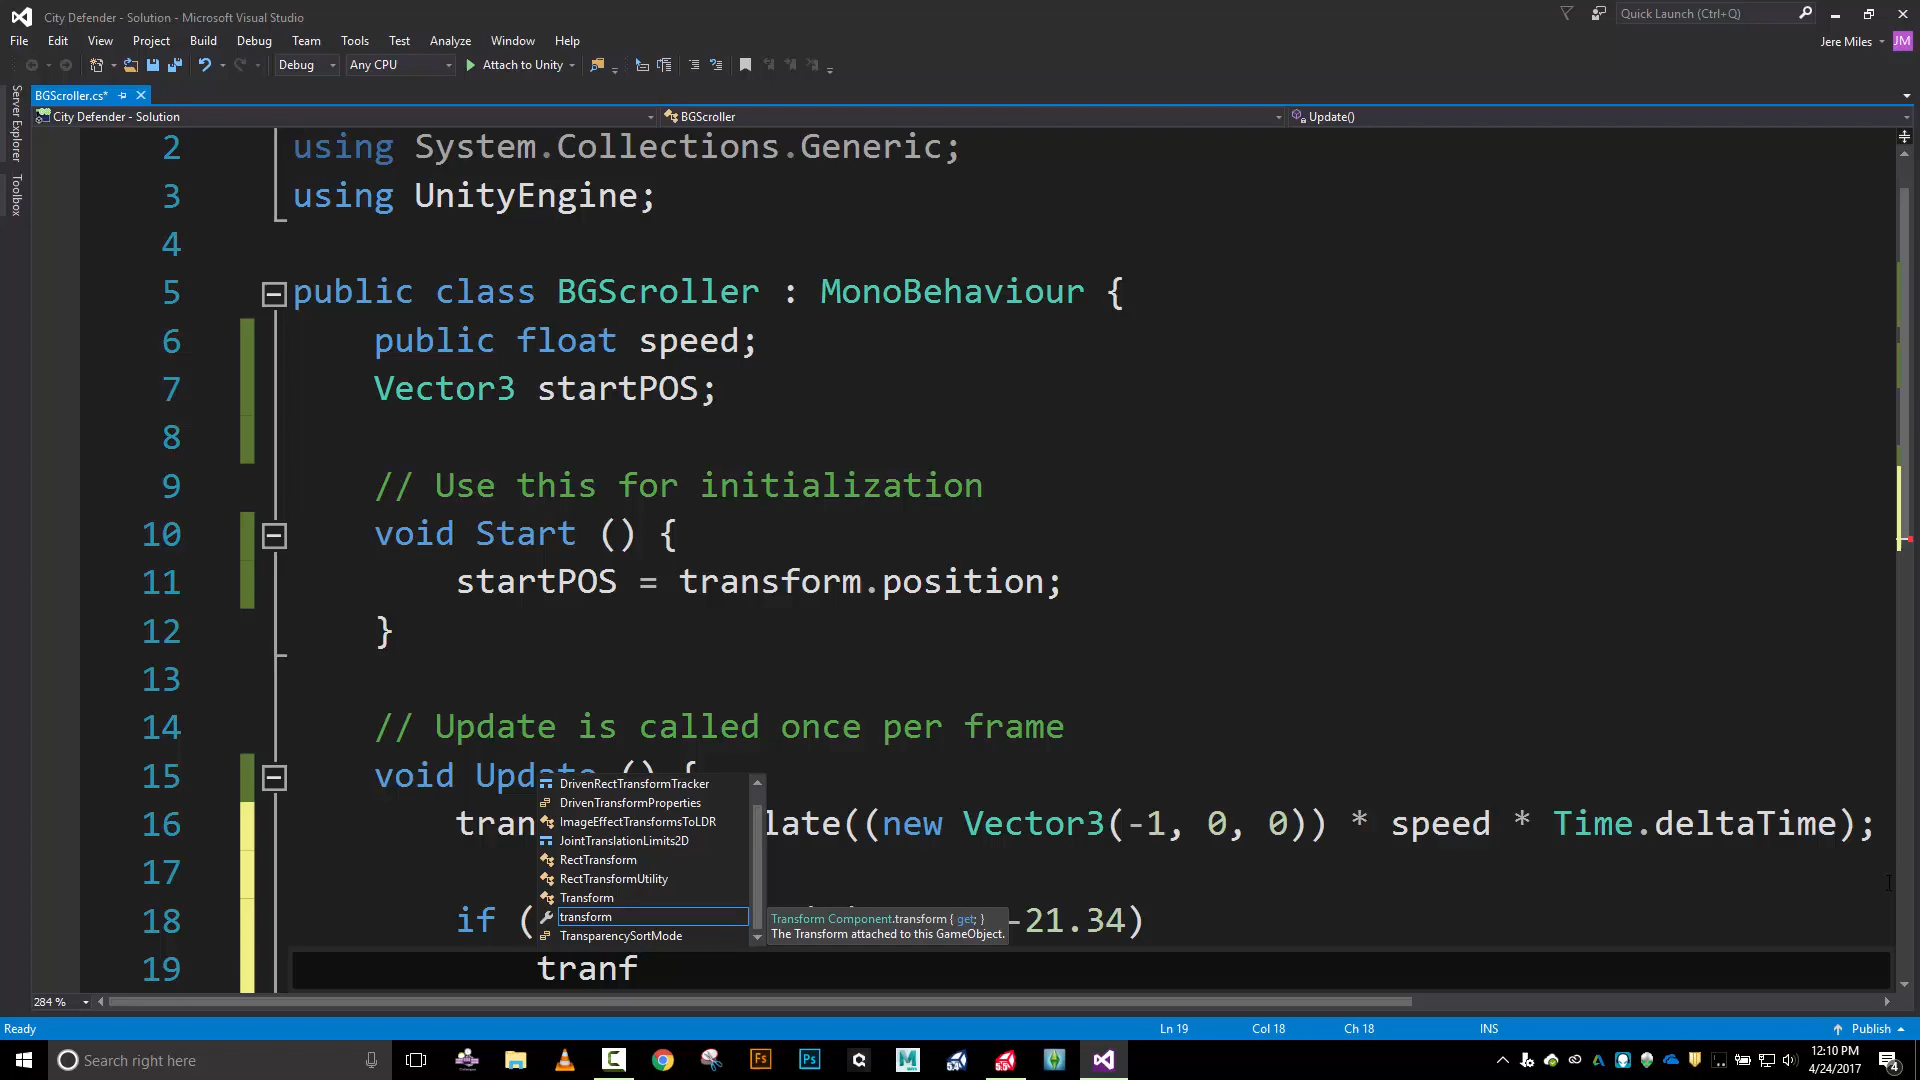 City Defender - Solution - Microsoft Visual Studio
Quick Launch (Ctrl+Q)
File Edit View Project Build Debug Team Tools Test Analyze Window Help
Jere Miles JM
Debug Any CPU Attach to Unity
BGScroller.cs*
City Defender - Solution BGScroller Update()
Server Explorer
Toolbox
2 using System.Collections.Generic;
3 using UnityEngine;
4
5 public class BGScroller : MonoBehaviour {
6 public float speed;
7 Vector3 startPOS;
8
9 // Use this for initialization
10 void Start () {
11 startPOS = transform.position;
12 }
13
14 // Update is called once per frame
15 void Update () {
DrivenRectTransformTracker
DrivenTransformProperties
16 tran late((new Vector3(-1, 0, 0)) * speed * Time.deltaTime);
ImageEffectTransformsToLDR
JointTranslationLimits2D
RectTransform
17
RectTransformUtility
Transform
transform
TransparencySortMode
18 if ( -21.34)
Transform Component.transform { get; }
The Transform attached to this GameObject.
19 tranf
284 %
Ready Ln 19 Col 18 Ch 18 INS Publish
Search right here
Fs Ps M
12:10 PM
4/24/2017
4